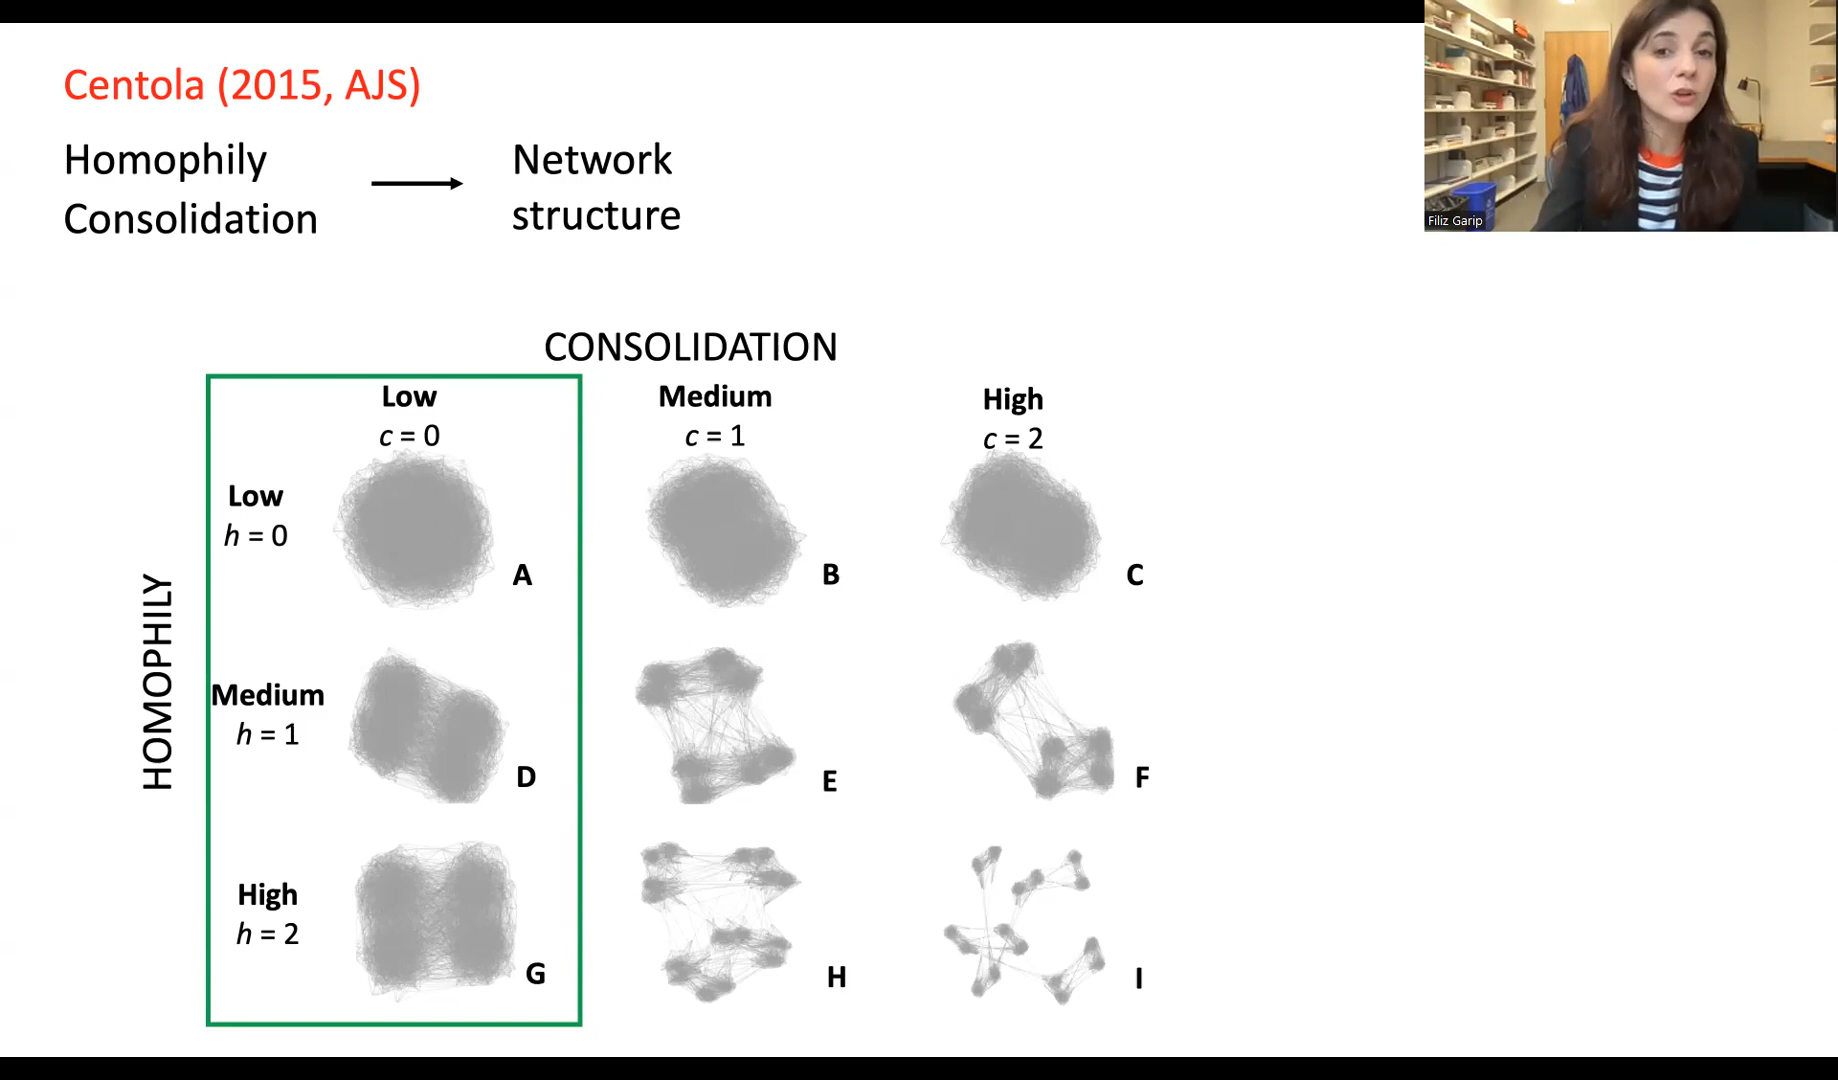 Centola (2015, AJS)
Homophily
Consolidation
Network
structure
Filiz Garip
CONSOLIDATION
Low
c = 0
Medium
c = 1
High
c = 2
HOMOPHILY
Low
h = 0
A
B
C
Medium
h = 1
D
E
F
High
h = 2
G
H
I